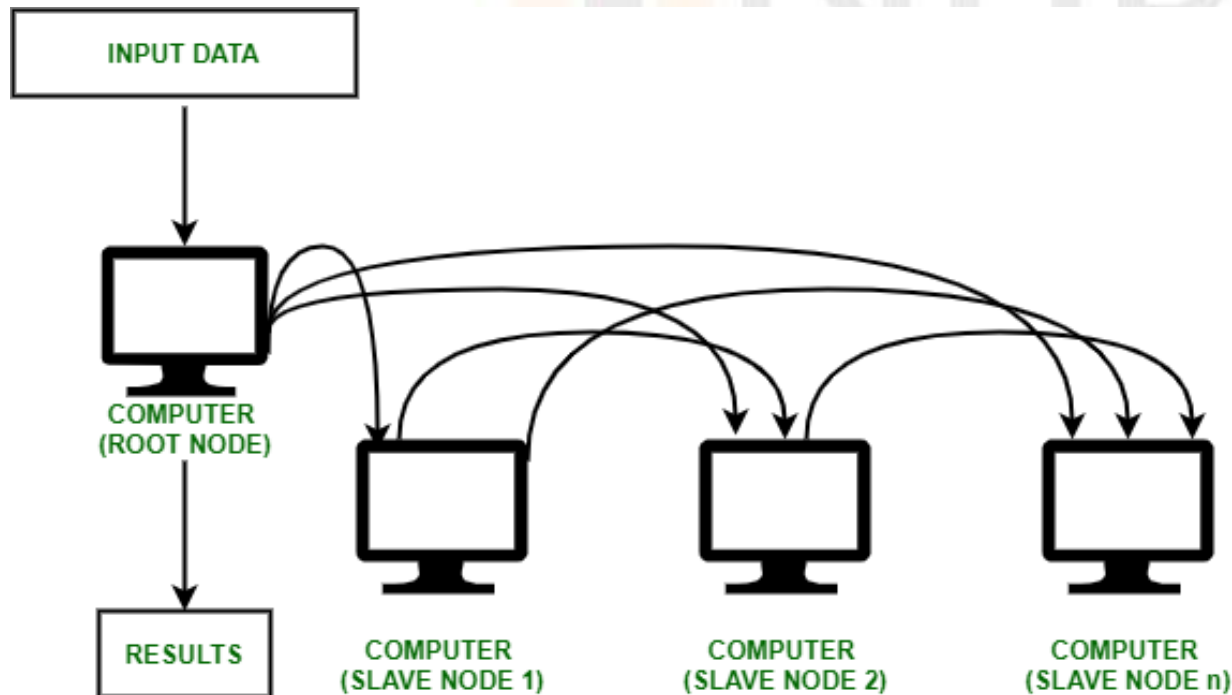 INPUT DATA
COMPUTER
(ROOT NODE)
RESULTS
COMPUTER
(SLAVE NODE 1)
COMPUTER
(SLAVE NODE 2)
COMPUTER
(SLAVE NODE n)